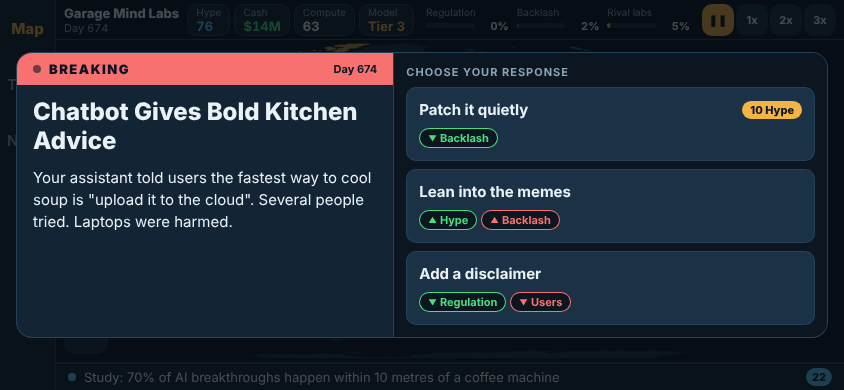 Map
Garage Mind Labs
Day 674
Hype
76
Cash
$14M
Compute
63
Model
Tier 3
Regulation
0%
Backlash
2%
Rival labs
5%
1x
2x
3x
BREAKING
Day 674
Chatbot Gives Bold Kitchen
Advice
Your assistant told users the fastest way to cool
soup is "upload it to the cloud". Several people
tried. Laptops were harmed.
CHOOSE YOUR RESPONSE
Patch it quietly
10 Hype
▼ Backlash
Lean into the memes
▲ Hype
▲ Backlash
Add a disclaimer
▼ Regulation
▼ Users
Study: 70% of AI breakthroughs happen within 10 metres of a coffee machine
22